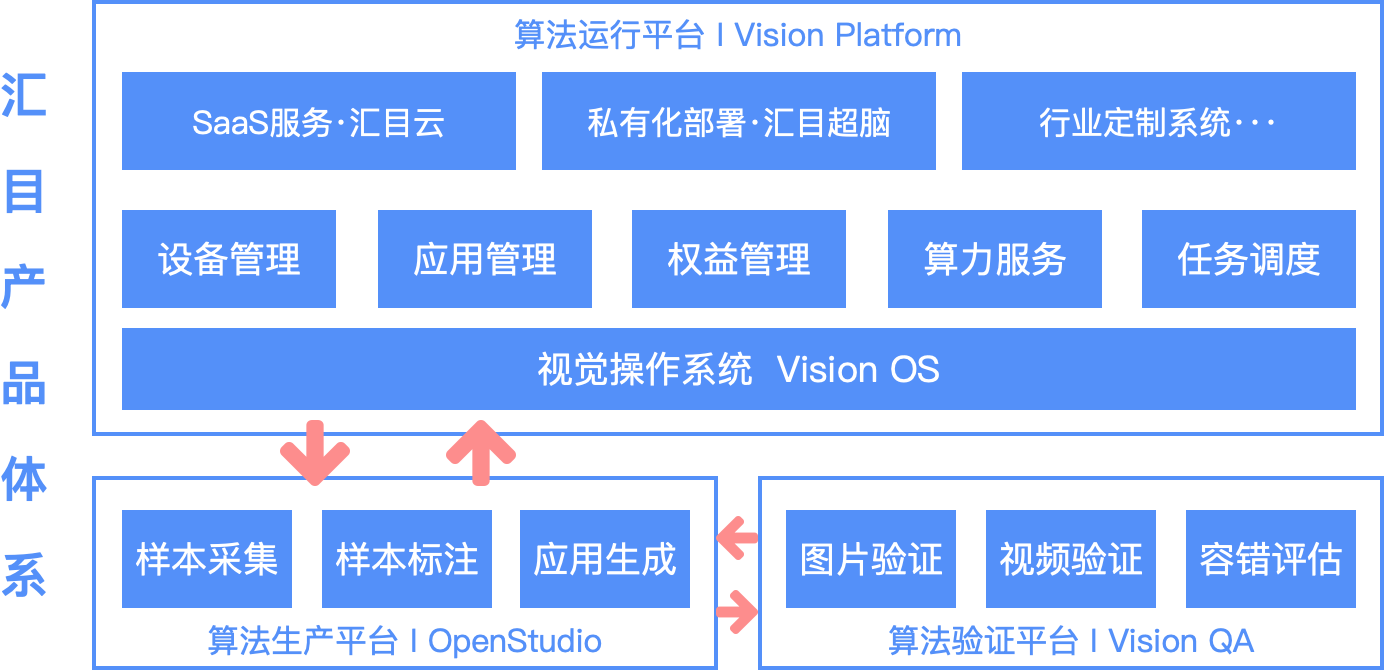 汇目产品体系
算法运行平台 | Vision Platform
SaaS服务·汇目云
私有化部署·汇目超脑
行业定制系统···
设备管理
应用管理
权益管理
算力服务
任务调度
视觉操作系统 Vision OS
样本采集
样本标注
应用生成
算法生产平台 | OpenStudio
图片验证
视频验证
容错评估
算法验证平台 | Vision QA